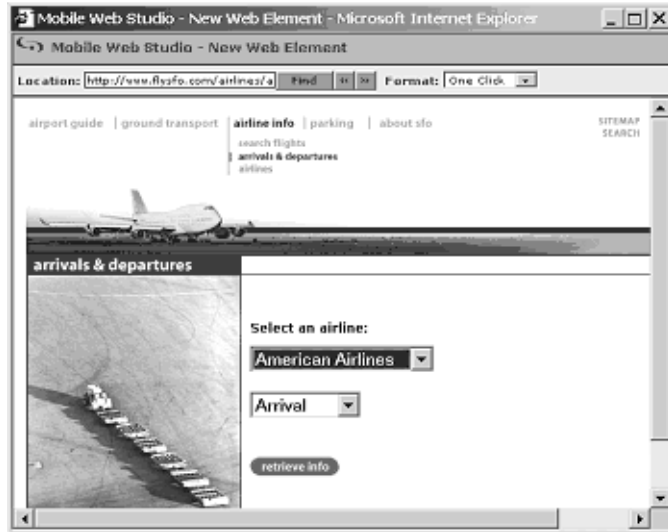 Mobile Web Studio - New Web Element - Microsoft Internet Explorer
Mobile Web Studio - New Web Element
Location: http://www.flysfo.com/airlines/a Find << >> Format: One Click
airport guide | ground transport | airline info | parking | about sfo SITEMAP
SEARCH
search flights
arrivals & departures
airlines
arrivals & departures
Select an airline:
American Airlines
Arrival
retrieve info